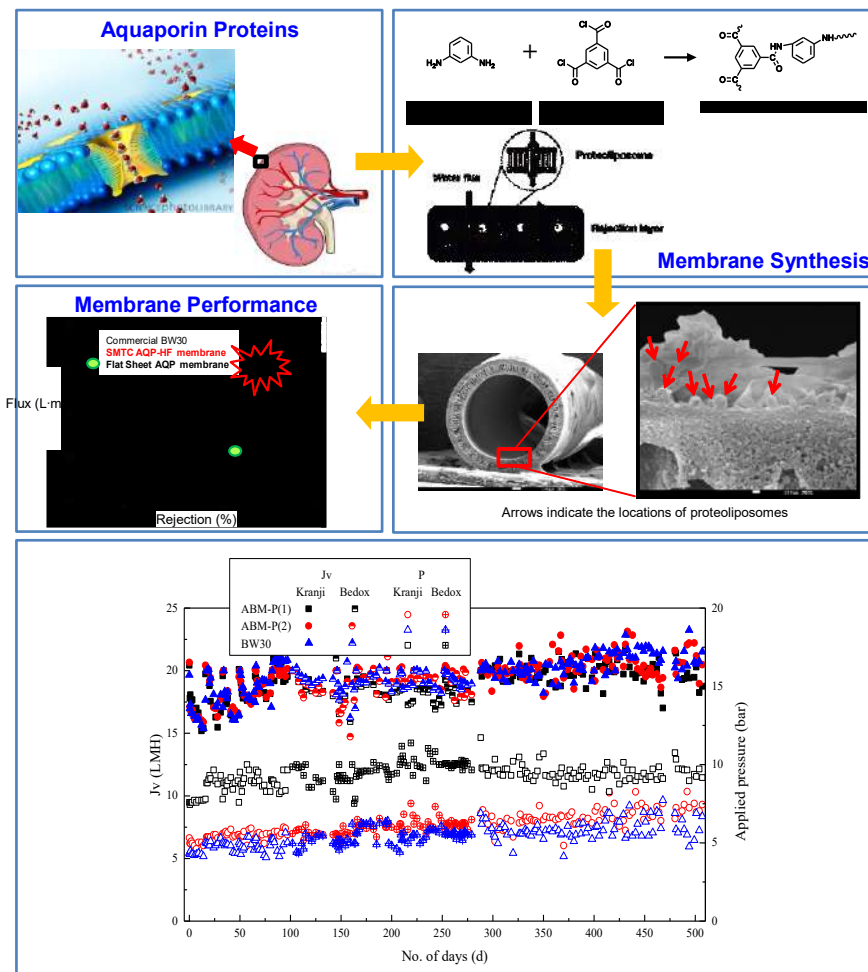 Aquaporin Proteins
H₂N
NH₂
+
Cl
O
Cl
O
Cl
O
O=C
O=C
C-HN
O
NH
Proteoliposome
Water flux
Rejection layer
Membrane Synthesis
Membrane Performance
Commercial BW30
SMTC AQP-HF membrane
Flat Sheet AQP membrane
Flux (L·m
Rejection (%)
Arrows indicate the locations of proteoliposomes
Jv P
Kranji Bedox Kranji Bedox
ABM-P(1)
ABM-P(2)
BW30
25
20
15
10
5
0
Jv (LMH)
20
15
10
5
0
Applied pressure (bar)
0 50 100 150 200 250 300 350 400 450 500
No. of days (d)